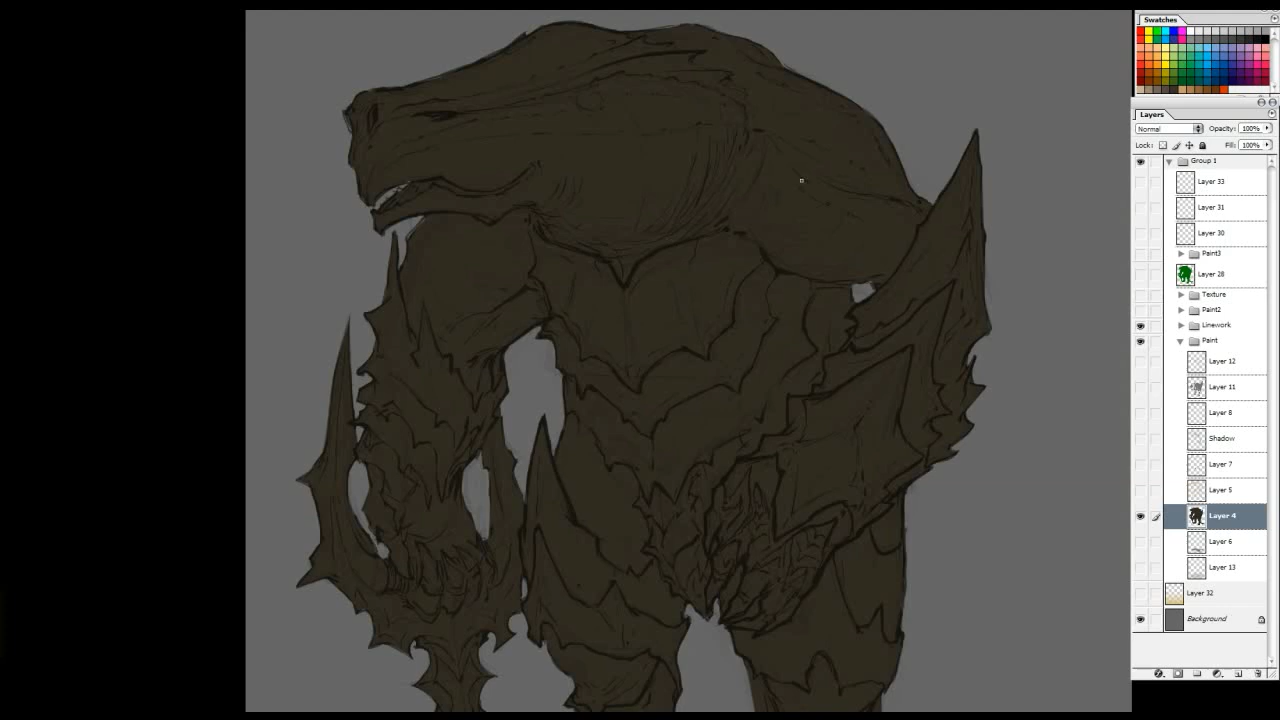 Swatches
Layers
Normal
Opacity: 100%
Lock:
Fill: 100%
Group 1
Layer 33
Layer 31
Layer 30
Paint3
Layer 28
Texture
Paint2
Linework
Paint
Layer 12
Layer 11
Layer 8
Shadow
Layer 7
Layer 5
Layer 4
Layer 6
Layer 13
Layer 32
Background